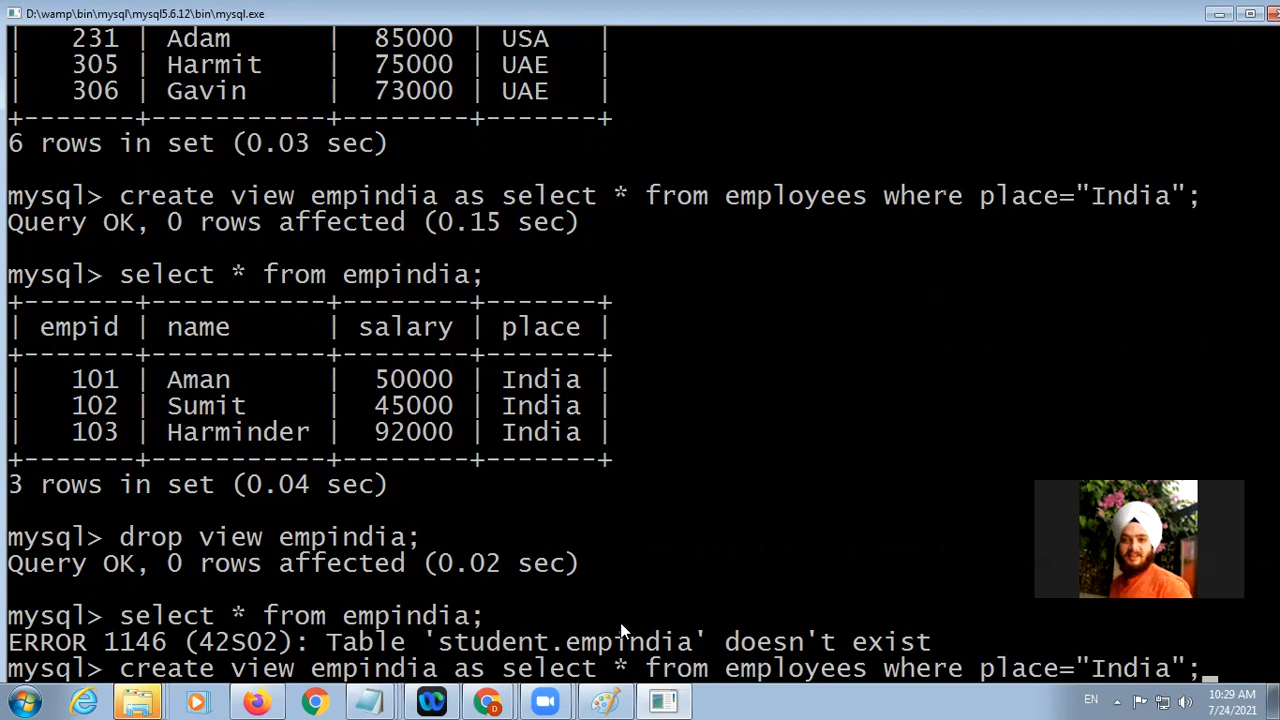 D:\wamp\bin\mysql\mysql5.6.12\bin\mysql.exe
|   231 | Adam      |  85000 | USA   |
|   305 | Harmit    |  75000 | UAE   |
|   306 | Gavin     |  73000 | UAE   |
+-------+-----------+--------+-------+
6 rows in set (0.03 sec)
mysql> create view empindia as select * from employees where place="India";
Query OK, 0 rows affected (0.15 sec)
mysql> select * from empindia;
+-------+-----------+--------+-------+
| empid | name      | salary | place |
+-------+-----------+--------+-------+
|   101 | Aman      |  50000 | India |
|   102 | Sumit     |  45000 | India |
|   103 | Harminder |  92000 | India |
+-------+-----------+--------+-------+
3 rows in set (0.04 sec)
mysql> drop view empindia;
Query OK, 0 rows affected (0.02 sec)
mysql> select * from empindia;
ERROR 1146 (42S02): Table 'student.empindia' doesn't exist
mysql> create view empindia as select * from employees where place="India";
EN
10:29 AM
7/24/2021